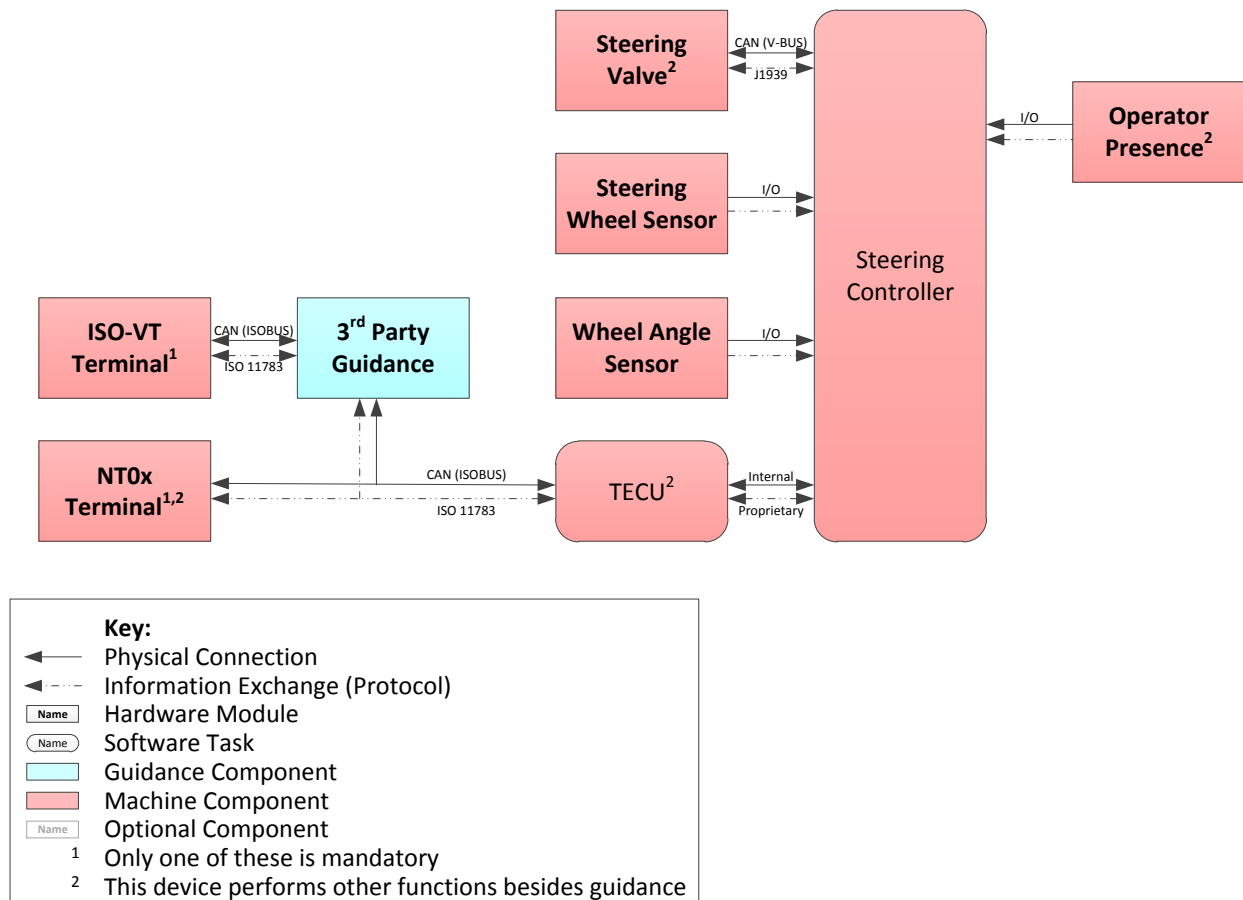 Steering
Valve2
CAN (V-BUS)
J1939
Operator
Presence2
I/O
Steering
Wheel Sensor
I/O
Steering
Controller
ISO-VT
Terminal1
CAN (ISOBUS)
ISO 11783
3rd Party
Guidance
Wheel Angle
Sensor
I/O
NT0x
Terminal1,2
CAN (ISOBUS)
ISO 11783
TECU2
Internal
Proprietary
Key:
Physical Connection
Information Exchange (Protocol)
Name Hardware Module
Name Software Task
Guidance Component
Machine Component
Name Optional Component
1 Only one of these is mandatory
2 This device performs other functions besides guidance